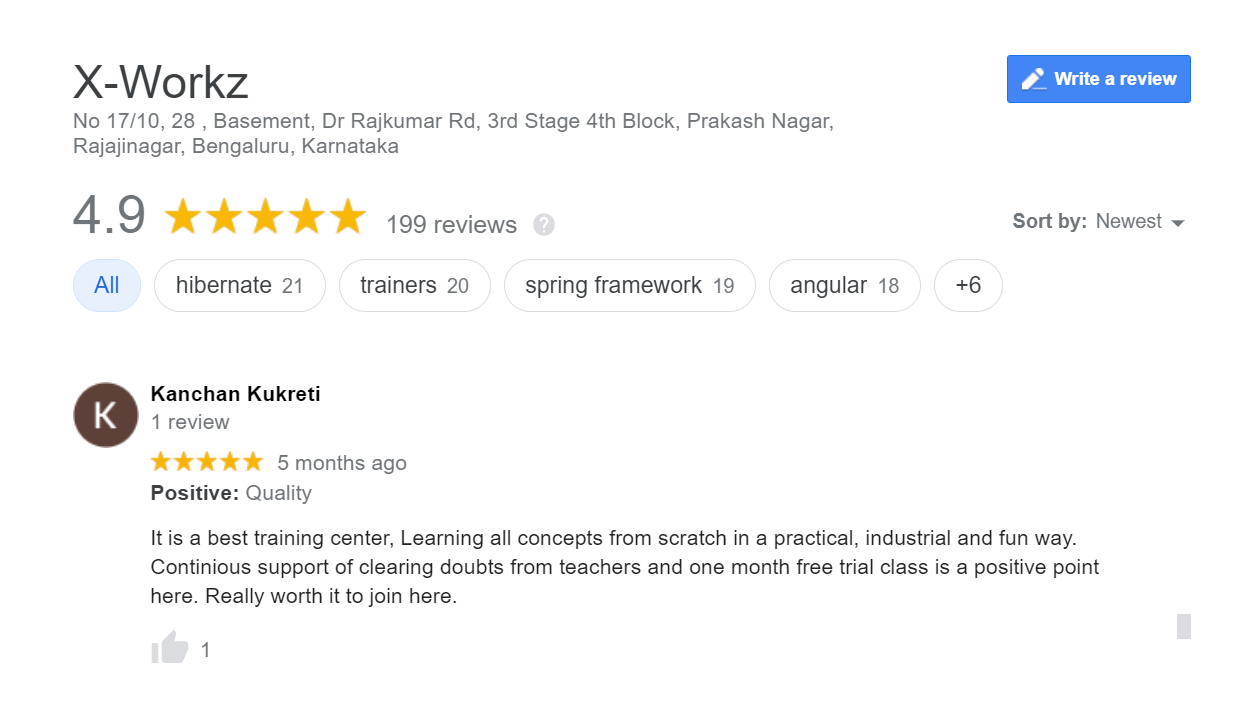 X-Workz
Write a review
No 17/10, 28 , Basement, Dr Rajkumar Rd, 3rd Stage 4th Block, Prakash Nagar,
Rajajinagar, Bengaluru, Karnataka
4.9 199 reviews ?
Sort by: Newest
All hibernate 21 trainers 20 spring framework 19 angular 18 +6
K
Kanchan Kukreti
1 review
5 months ago
Positive: Quality
It is a best training center, Learning all concepts from scratch in a practical, industrial and fun way.
Continious support of clearing doubts from teachers and one month free trial class is a positive point
here. Really worth it to join here.
1